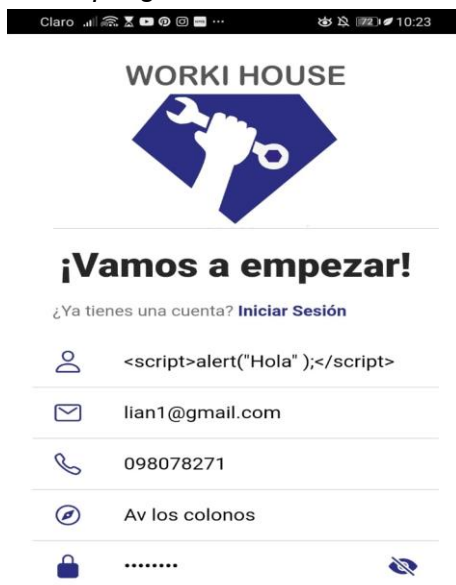 Claro 72 10:23
WORKI HOUSE
¡Vamos a empezar!
¿Ya tienes una cuenta? Iniciar Sesión
<script>alert("Hola" );</script>
lian1@gmail.com
098078271
Av los colonos
••••••••